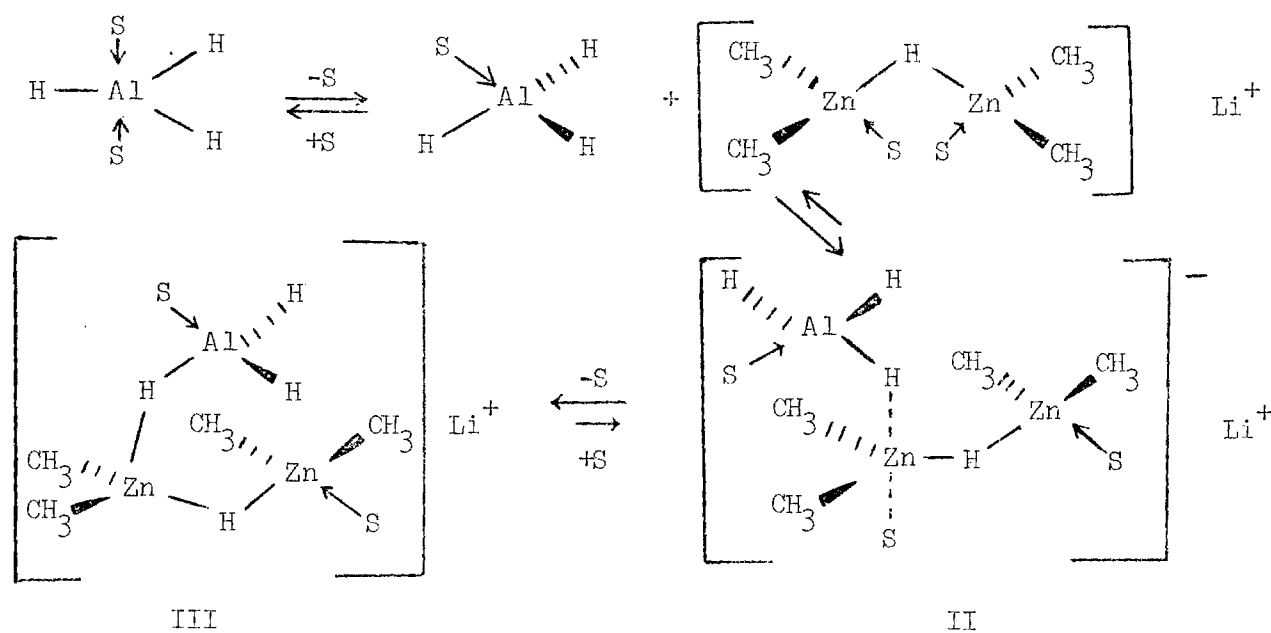 S
H Al H
S H
-S
+S
S H
Al
H H
+
CH3 H CH3
Zn Zn
CH3 S S CH3
Li+
S H
Al
H H
CH3 CH3
CH3 Zn Zn
CH3 H S
Li+
-S
+S
H H
Al
S H
CH3 CH3
CH3 Zn
Zn H S
CH3
S
−
Li+
III
II